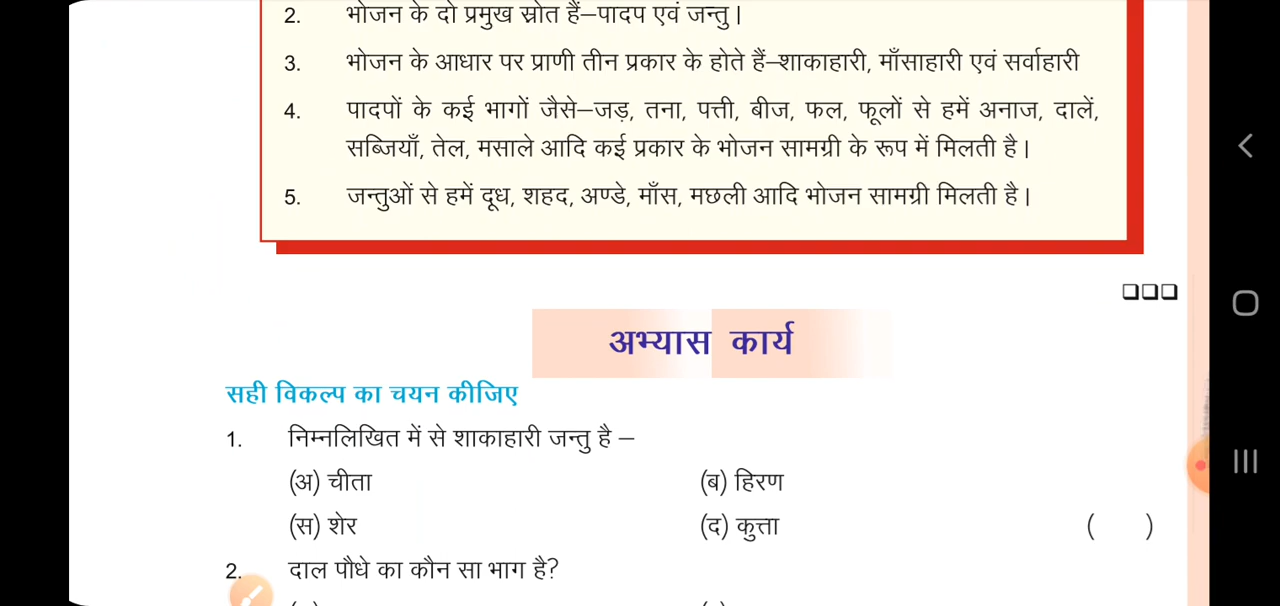 2. भोजन के दो प्रमुख स्रोत हैं–पादप एवं जन्तु।
3. भोजन के आधार पर प्राणी तीन प्रकार के होते हैं–शाकाहारी, माँसाहारी एवं सर्वाहारी
4. पादपों के कई भागों जैसे–जड़, तना, पत्ती, बीज, फल, फूलों से हमें अनाज, दालें,
सब्जियाँ, तेल, मसाले आदि कई प्रकार के भोजन सामग्री के रूप में मिलती है।
5. जन्तुओं से हमें दूध, शहद, अण्डे, माँस, मछली आदि भोजन सामग्री मिलती है।
अभ्यास कार्य
सही विकल्प का चयन कीजिए
1. निम्नलिखित में से शाकाहारी जन्तु है –
(अ) चीता (ब) हिरण
(स) शेर (द) कुत्ता ( )
2. दाल पौधे का कौन सा भाग है?